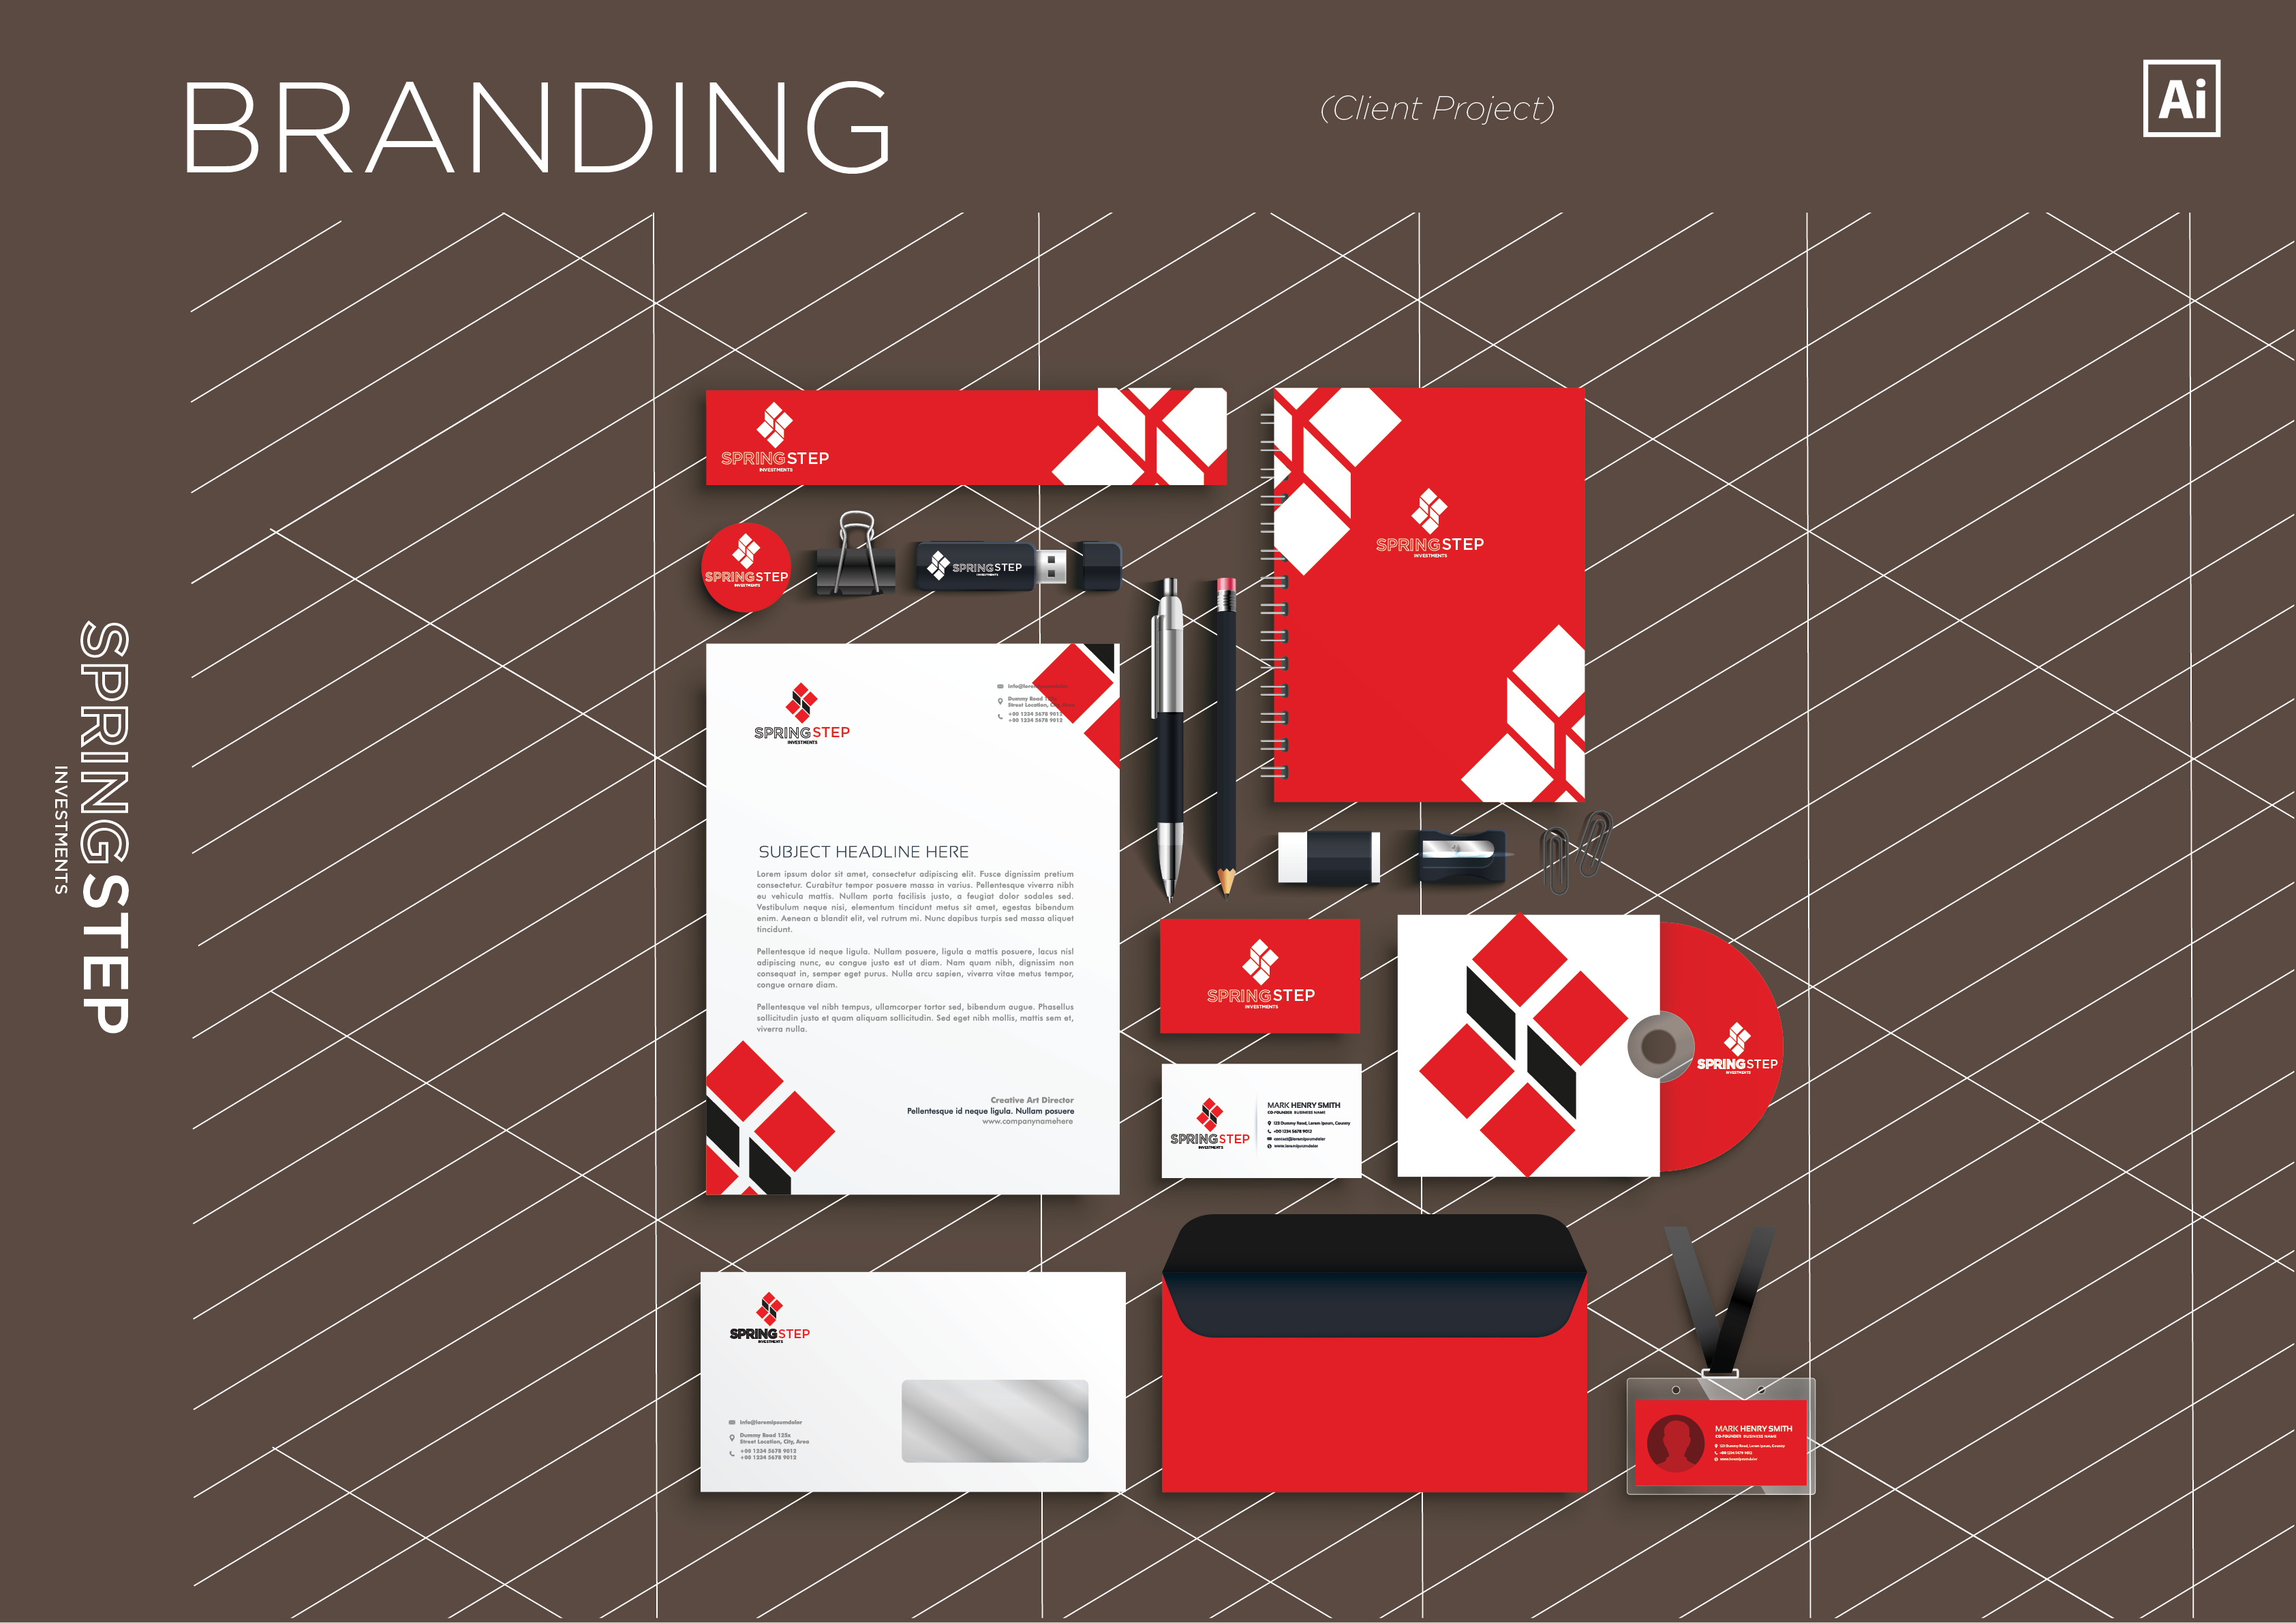 BRANDING
(Client Project)
Ai
SPRINGSTEP
INVESTMENTS
SPRINGSTEP
INVESTMENTS
SPRINGSTEP
INVESTMENTS
SPRINGSTEP
INVESTMENTS
SPRINGSTEP
INVESTMENTS
SPRINGSTEP
INVESTMENTS
Dummy Road
Street Location,
+00 1234 5678 9012
+00 1234 5678 9012
SUBJECT HEADLINE HERE
Lorem ipsum dolor sit amet, consectetur adipiscing elit. Fusce dignissim pretium
consectetur. Curabitur tempor posuere massa in varius. Pellentesque viverra nibh
eu vehicula mattis. Nullam porta facilisis justo, a feugiat dolor sodales sed.
Vestibulum neque nisi, elementum tincidunt metus sit amet, egestas bibendum
enim. Aenean a blandit elit, vel rutrum mi. Nunc dapibus turpis sed massa aliquet
tincidunt.
Pellentesque id neque ligula. Nullam posuere, ligula a mattis posuere, lacus nisl
adipiscing nunc, eu congue justo est ut diam. Nam quam nibh, dignissim non
consequat in, semper eget purus. Nulla arcu sapien, viverra vitae metus tempor,
congue ornare diam.
Pellentesque vel nibh tempus, ullamcorper tortor sed, bibendum augue. Phasellus
sollicitudin justo et quam aliquam sollicitudin. Sed eget nibh mollis, mattis sem et,
viverra nulla.
Creative Art Director
Pellentesque id neque ligula. Nullam posuere
www.companynamehere
SPRINGSTEP
INVESTMENTS
SPRINGSTEP
INVESTMENTS
MARK HENRY SMITH
CO-FOUNDER BUSINESS NAME
123 Dummy Road, Lorem Ipsum, Country
+00 1234 5678 9012
contact@loremipsumdolor
www.loremipsumdolor
SPRINGSTEP
INVESTMENTS
SPRINGSTEP
INVESTMENTS
info@loremipsumdolor
Dummy Road 123x
Street Location, City, Area
+00 1234 5678 9012
+00 1234 5678 9012
MARK HENRY SMITH
CO-FOUNDER BUSINESS NAME
123 Dummy Road, Lorem Ipsum, Country
+00 1234 5678 9012
www.loremipsumdolor